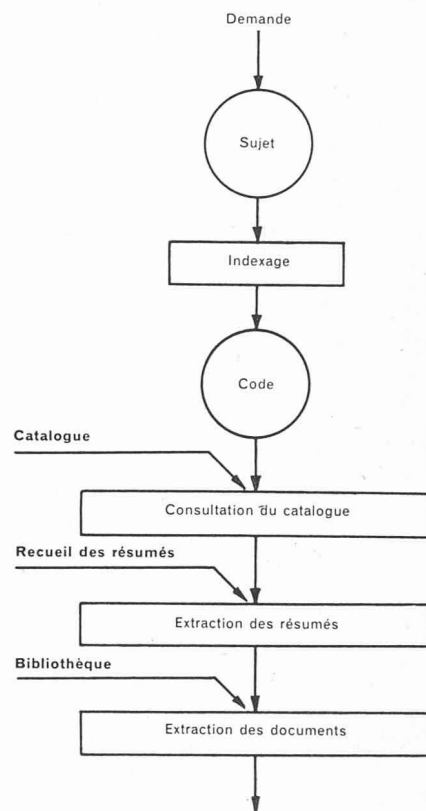 Demande
Sujet
Indexage
Code
Catalogue
Consultation du catalogue
Recueil des résumés
Extraction des résumés
Bibliothèque
Extraction des documents